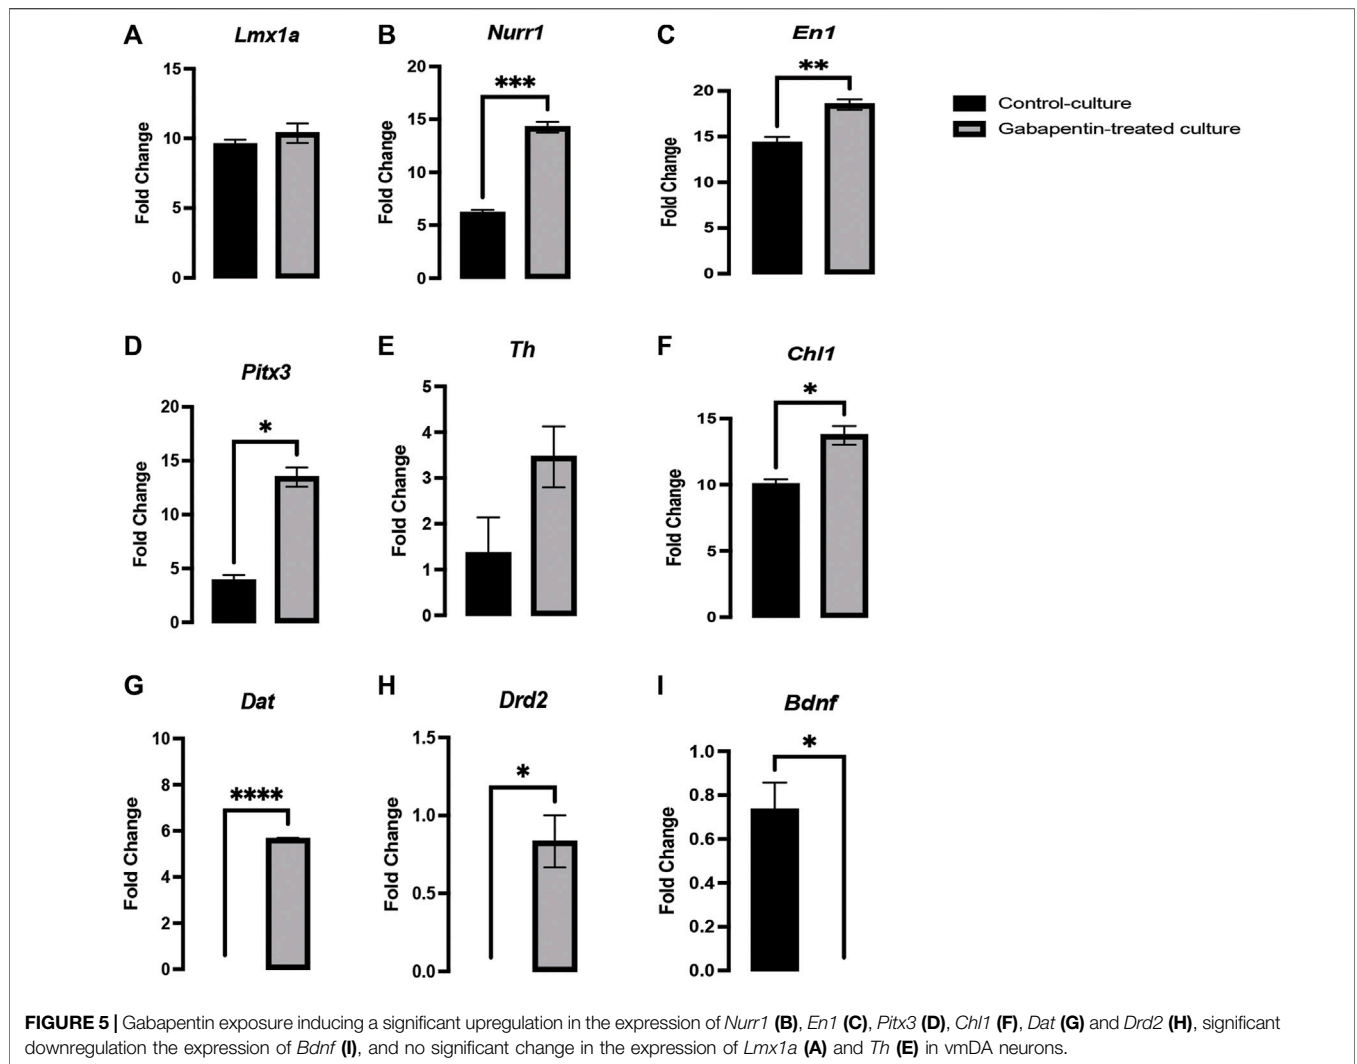 A
Lmx1a
Fold Change
15
10
5
0
B
Nurr1
Fold Change
20
15
10
5
0
***
C
En1
Fold Change
20
15
10
5
0
**
Control-culture
Gabapentin-treated culture
D
Pitx3
Fold Change
20
15
10
5
0
*
E
Th
Fold Change
5
4
3
2
1
0
F
Chl1
Fold Change
15
10
5
0
*
G
Dat
Fold Change
10
8
6
4
2
0
****
H
Drd2
Fold Change
1.5
1.0
0.5
0.0
*
I
Bdnf
Fold Change
1.0
0.8
0.6
0.4
0.2
0.0
*
FIGURE 5 | Gabapentin exposure inducing a significant upregulation in the expression of Nurr1 (B), En1 (C), Pitx3 (D), Chl1 (F), Dat (G) and Drd2 (H), significant
downregulation the expression of Bdnf (I), and no significant change in the expression of Lmx1a (A) and Th (E) in vmDA neurons.